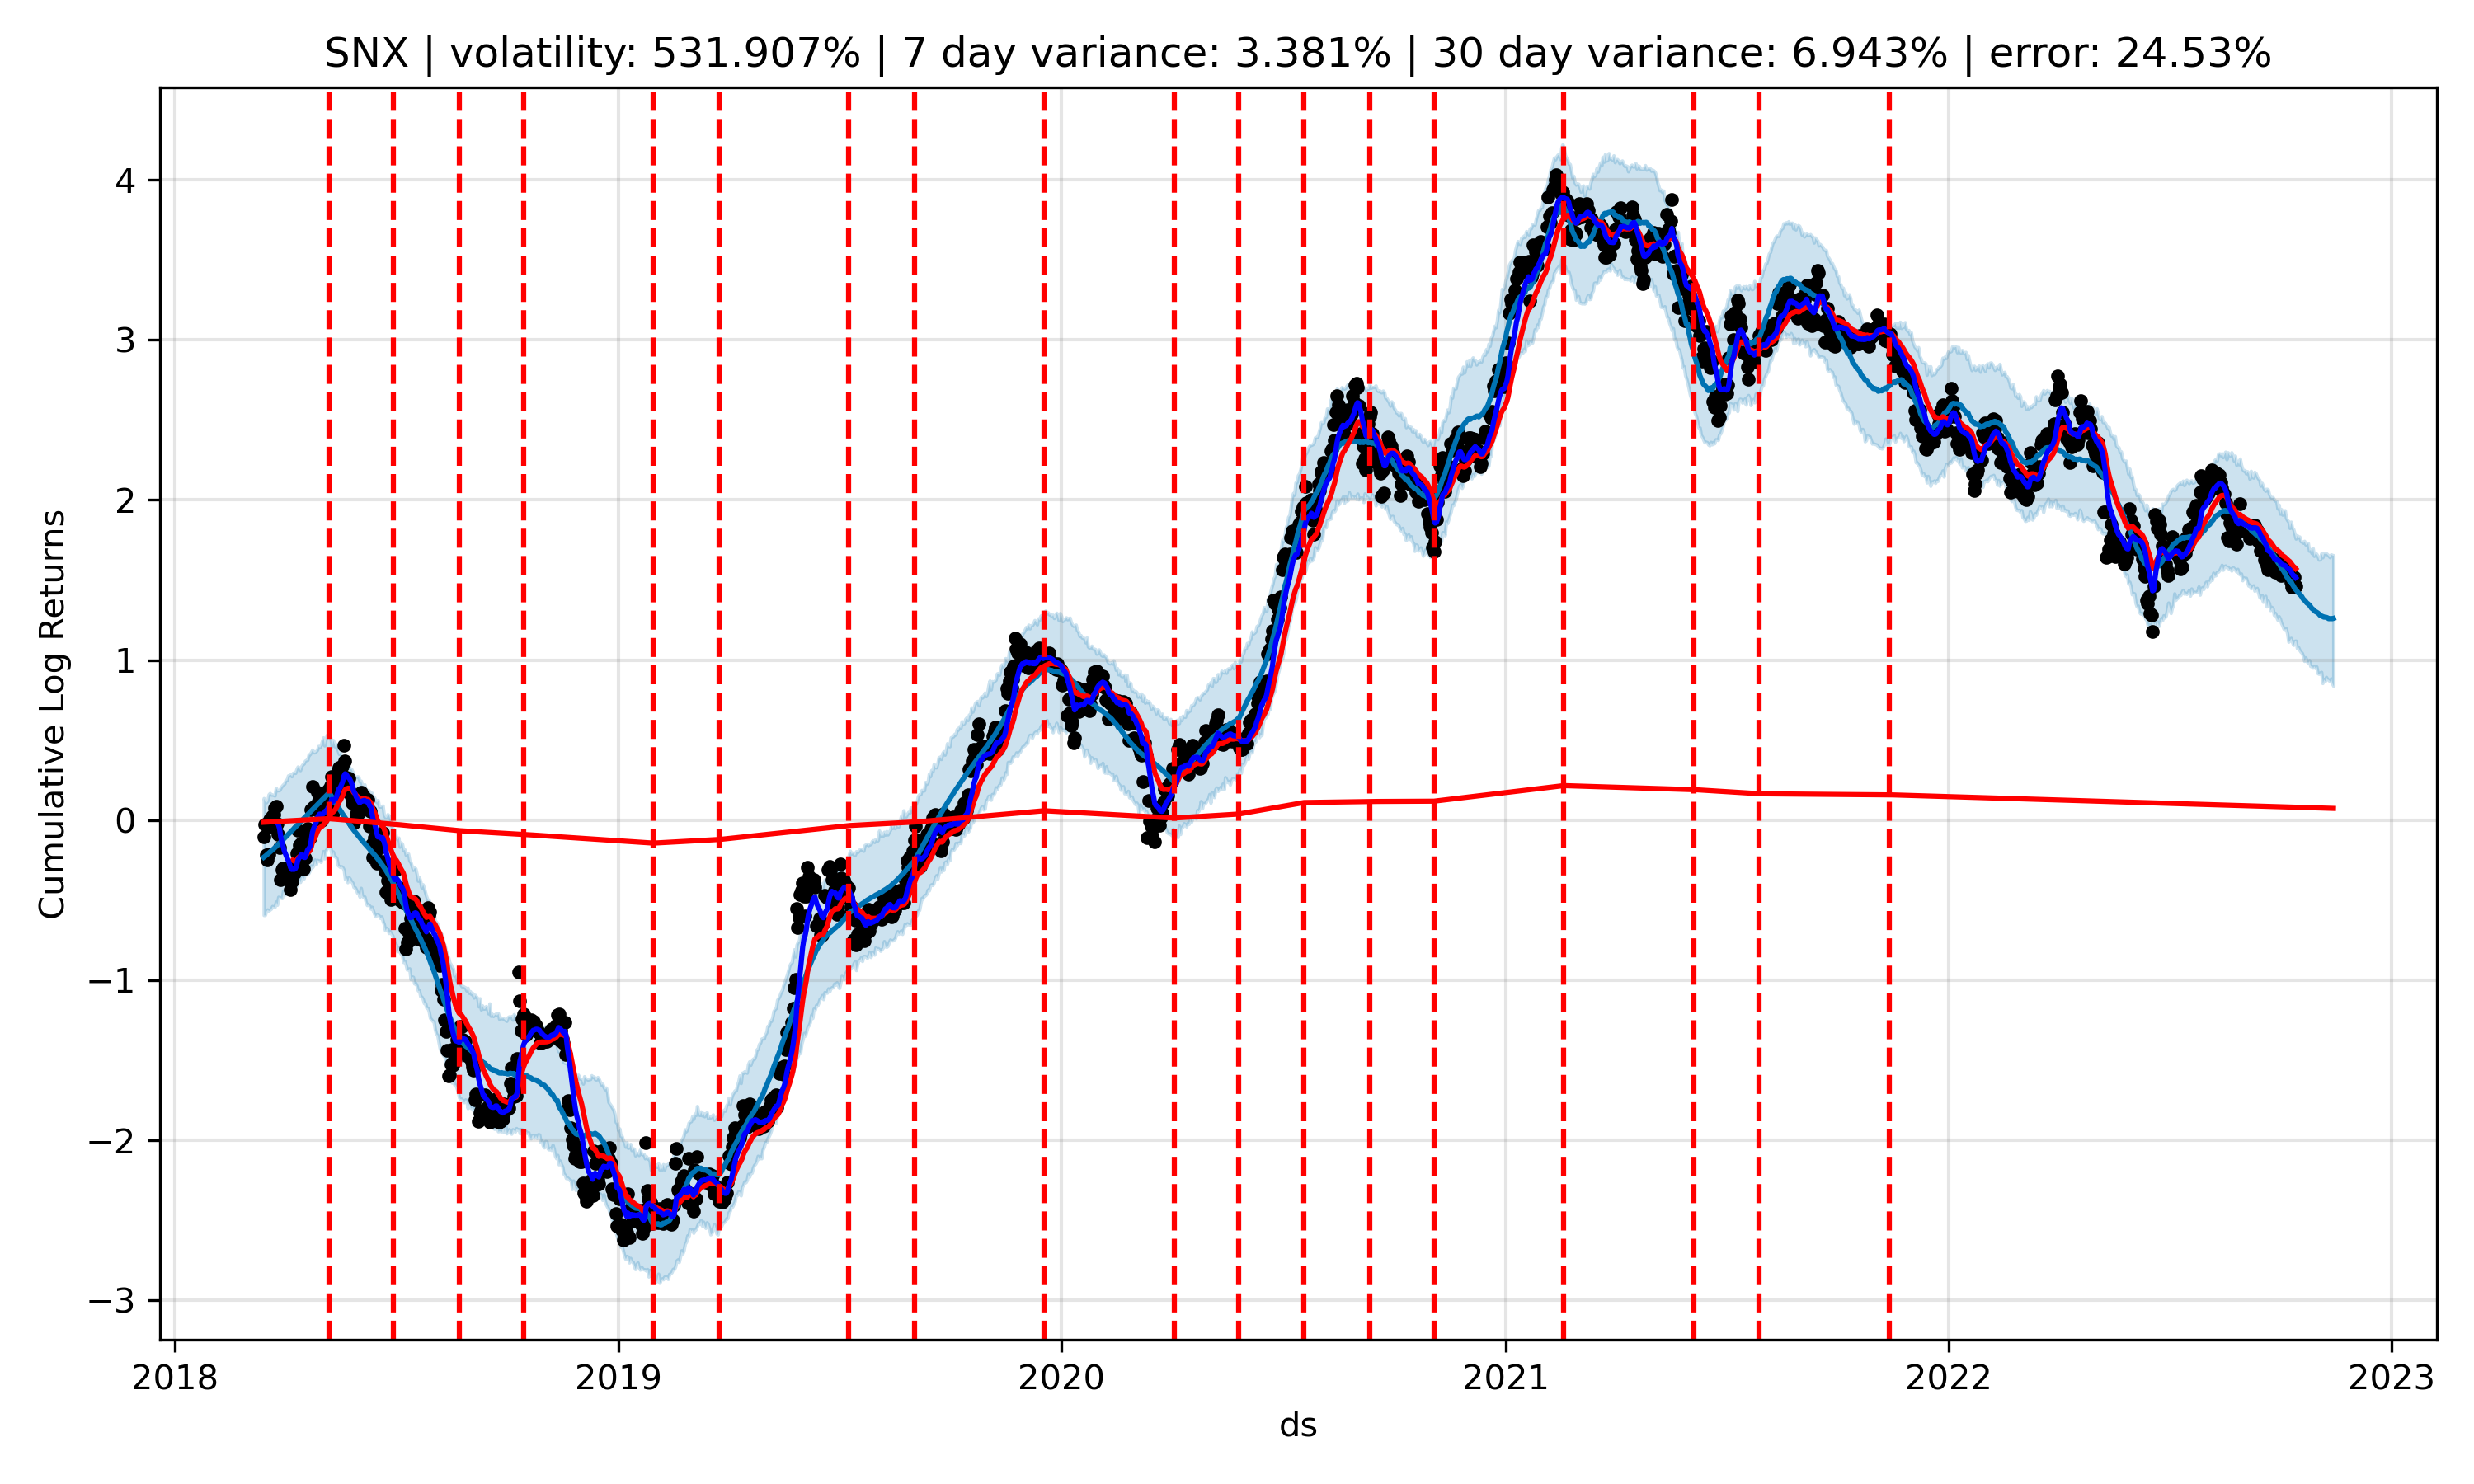 SNX | volatility: 531.907% | 7 day variance: 3.381% | 30 day variance: 6.943% | error: 24.53%
Cumulative Log Returns
4
3
2
1
0
−1
−2
−3
2018 2019 2020 2021 2022 2023
ds